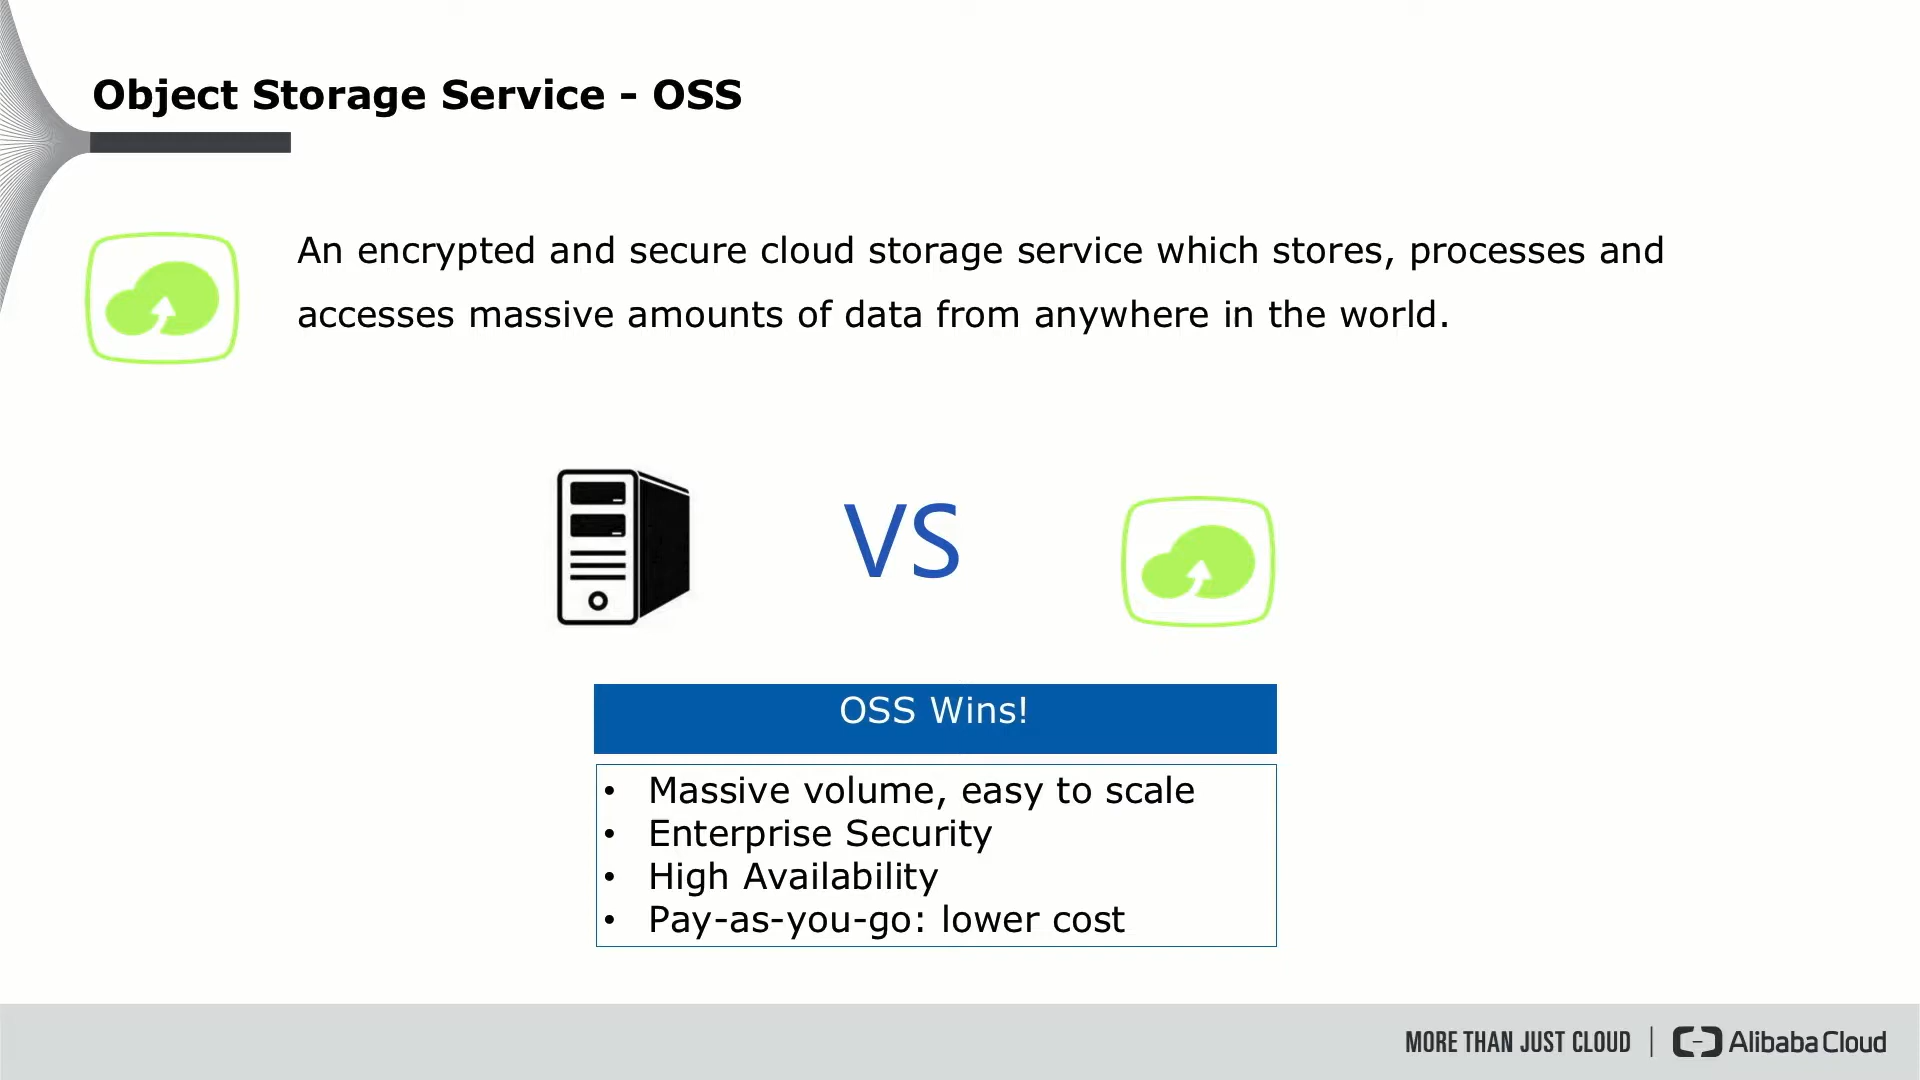 Object Storage Service - OSS
An encrypted and secure cloud storage service which stores, processes and
accesses massive amounts of data from anywhere in the world.
VS
OSS Wins!
• Massive volume, easy to scale
• Enterprise Security
• High Availability
• Pay-as-you-go: lower cost
MORE THAN JUST CLOUD | Alibaba Cloud